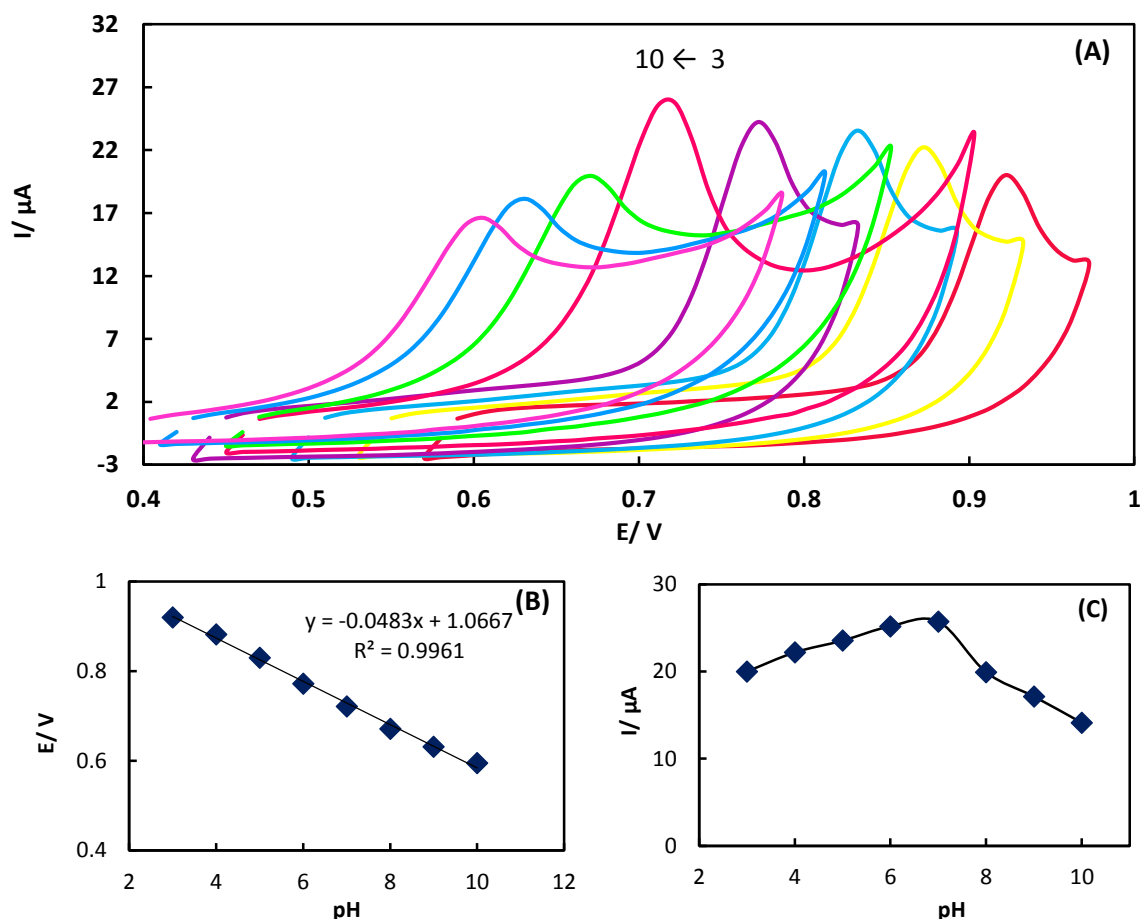 (A)
10 ← 3
32
27
22
17
12
7
2
-3
I/ µA
0.4 0.5 0.6 0.7 0.8 0.9 1
E/ V
(B)
y = -0.0483x + 1.0667
R² = 0.9961
1
0.8
0.6
0.4
E/ V
2 4 6 8 10 12
pH
(C)
30
20
10
0
I/ µA
2 4 6 8 10
pH